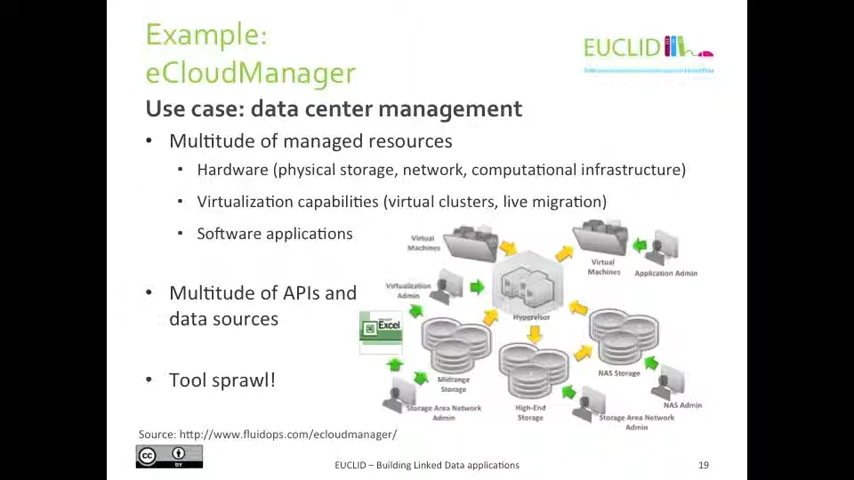 Example:
eCloudManager
EUCLID
Use case: data center management
• Multitude of managed resources
• Hardware (physical storage, network, computational infrastructure)
• Virtualization capabilities (virtual clusters, live migration)
• Software applications
• Multitude of APIs and
data sources
• Tool sprawl!
Virtual
Machines
Virtual
Machines
Application Admin
Virtualization
Admin
Hypervisor
Excel
Midrange
Storage
NAS Storage
Storage Area Network
Admin
High-End
Storage
Storage Area Network
Admin
NAS Admin
Source: http://www.fluidops.com/ecloudmanager/
cc
BY
EUCLID – Building Linked Data applications
19